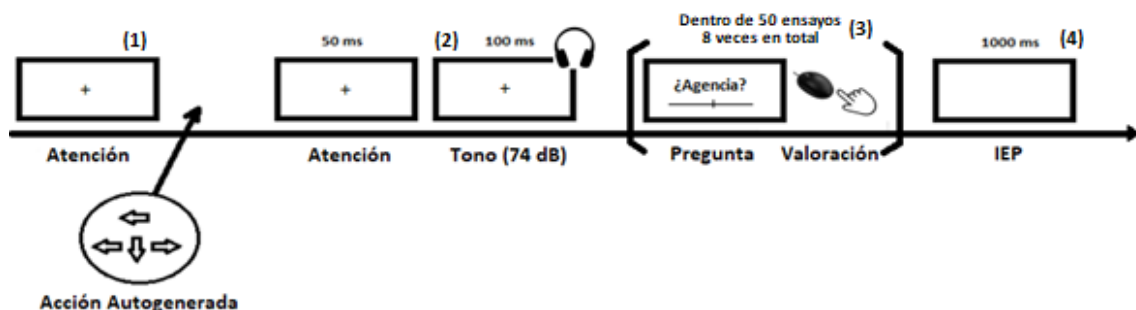 (1)
50 ms
(2)
100 ms
Dentro de 50 ensayos
8 veces en total
(3)
1000 ms
(4)
¿Agencia?
Atención
Atención
Tono (74 dB)
Pregunta
Valoración
IEP
Acción Autogenerada